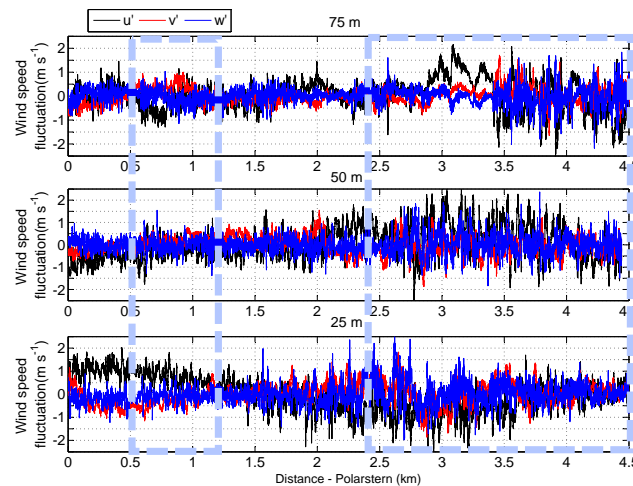 u' v' w'
75 m
Wind speed
fluctuation(m s⁻¹)
2
1
0
-1
-2
0 0.5 1 1.5 2 2.5 3 3.5 4 4.5
50 m
Wind speed
fluctuation(m s⁻¹)
2
1
0
-1
-2
0 0.5 1 1.5 2 2.5 3 3.5 4 4.5
25 m
Wind speed
fluctuation(m s⁻¹)
2
1
0
-1
-2
0 0.5 1 1.5 2 2.5 3 3.5 4 4.5
Distance - Polarstern (km)